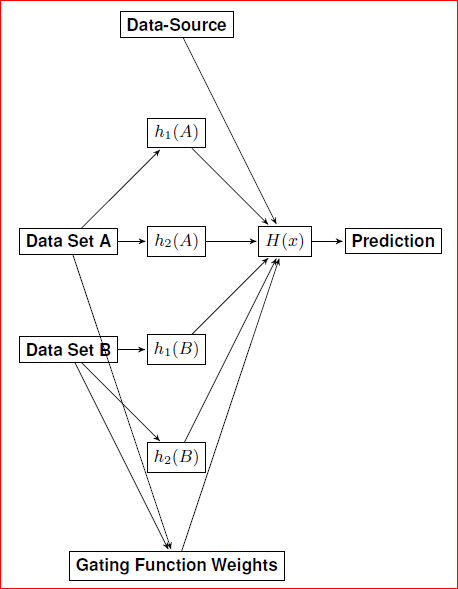 Data-Source
h₁(A)
Data Set A
h₂(A)
H(x)
Prediction
Data Set B
h₁(B)
h₂(B)
Gating Function Weights